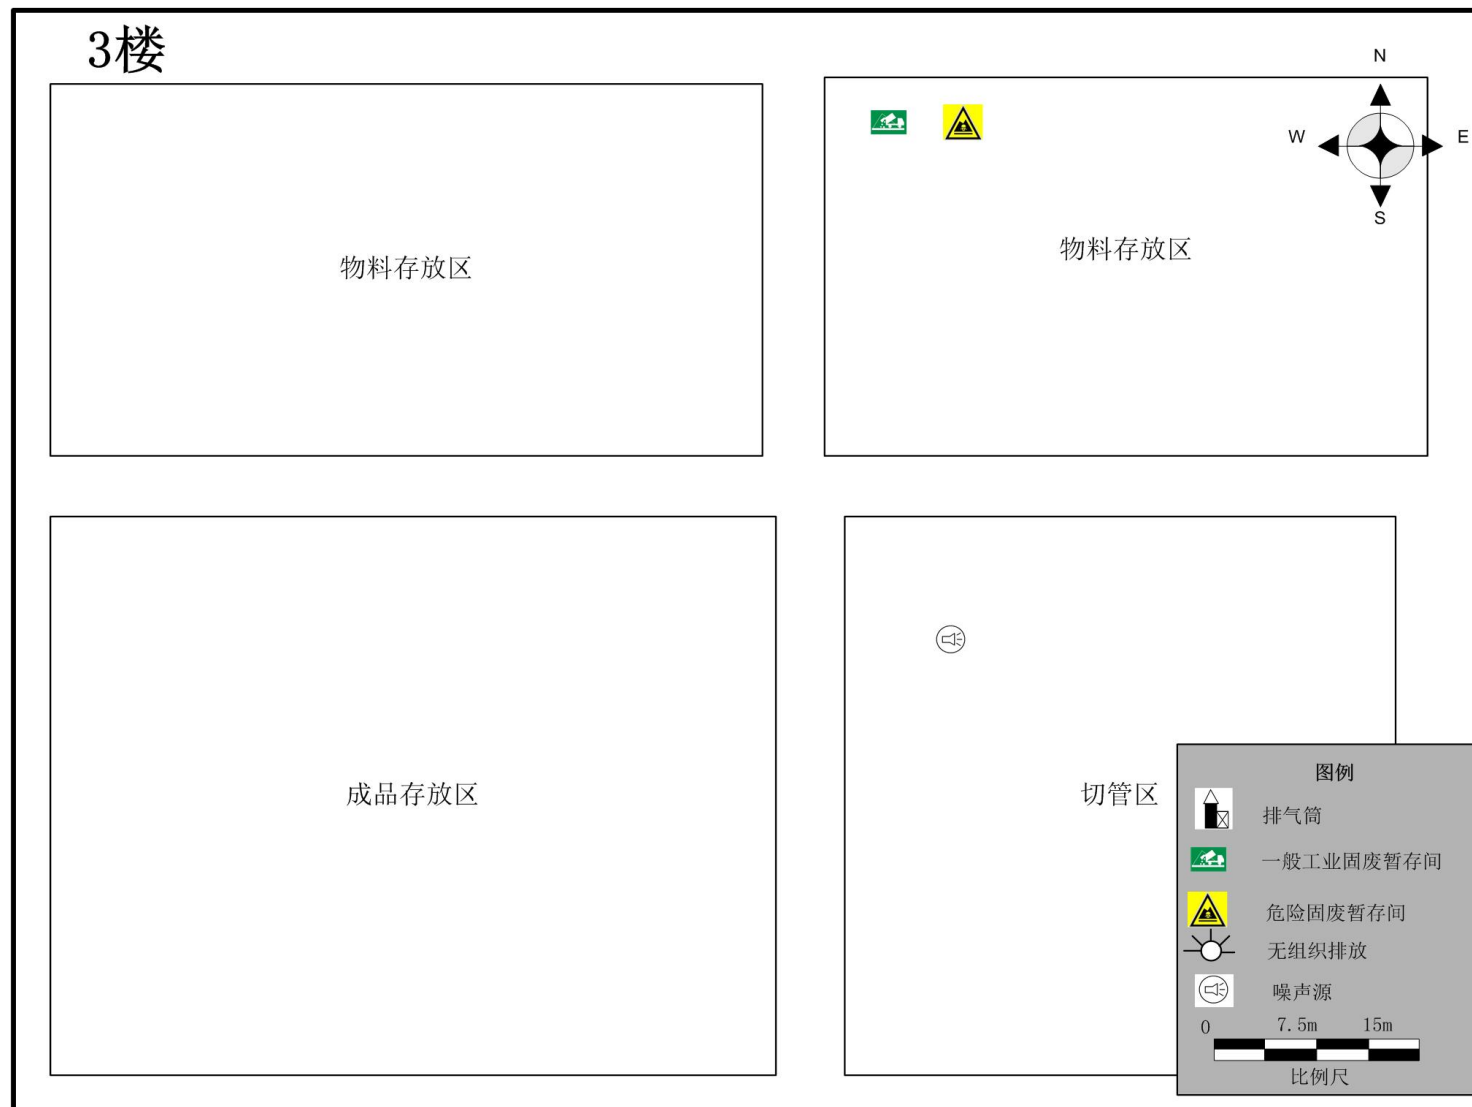 3楼
N
W
E
S
物料存放区
物料存放区
成品存放区
切管区
图例
排气筒
一般工业固废暂存间
危险固废暂存间
无组织排放
噪声源
0 7.5m 15m
比例尺